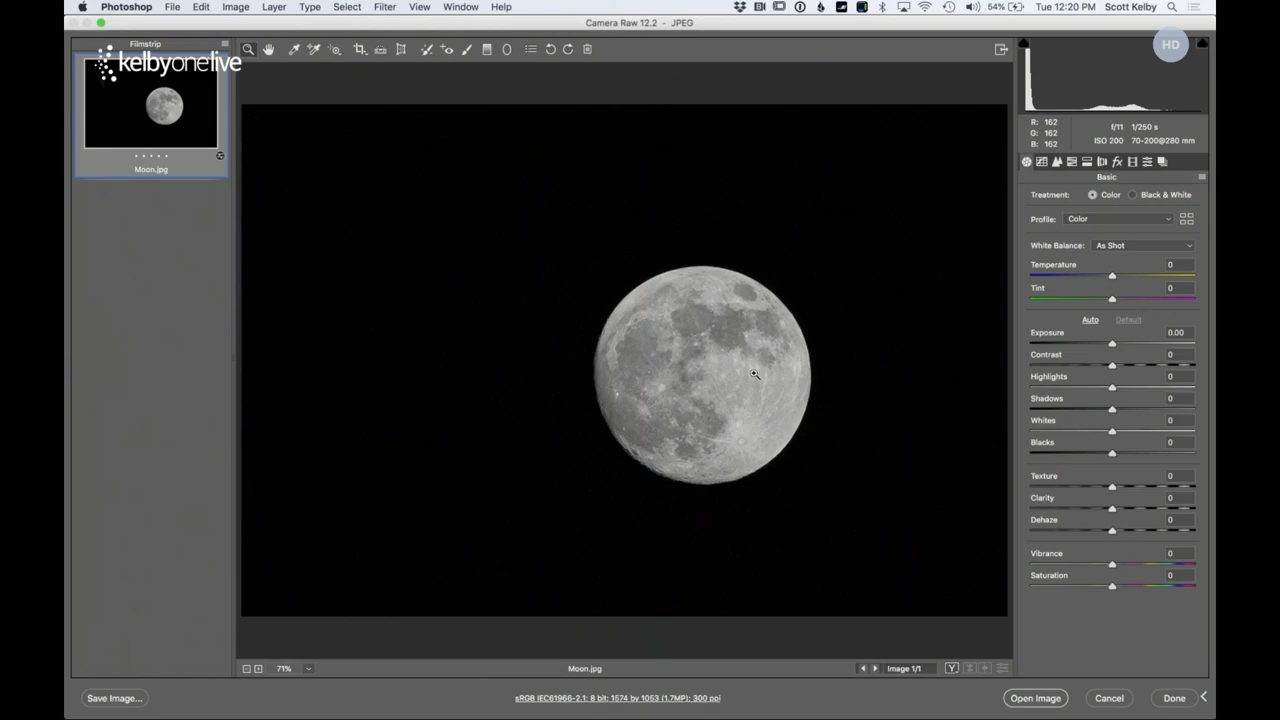 Photoshop File Edit Image Layer Type Select Filter View Window Help 54% Tue 12:20 PM Scott Kelby
Camera Raw 12.2 - JPEG
Filmstrip
kelbyonelive
HD
Moon.jpg
R: 162
G: 162
B: 162
f/11 1/250 s
ISO 200 70-200@280 mm
Basic
Treatment: Color Black & White
Profile: Color
White Balance: As Shot
Temperature 0
Tint 0
Auto Default
Exposure 0.00
Contrast 0
Highlights 0
Shadows 0
Whites 0
Blacks 0
Texture 0
Clarity 0
Dehaze 0
Vibrance 0
Saturation 0
71% Moon.jpg Image 1/1 Y
Save Image... sRGB IEC61966-2.1; 8 bit; 1574 by 1053 (1.7MP); 300 ppi Open Image Cancel Done